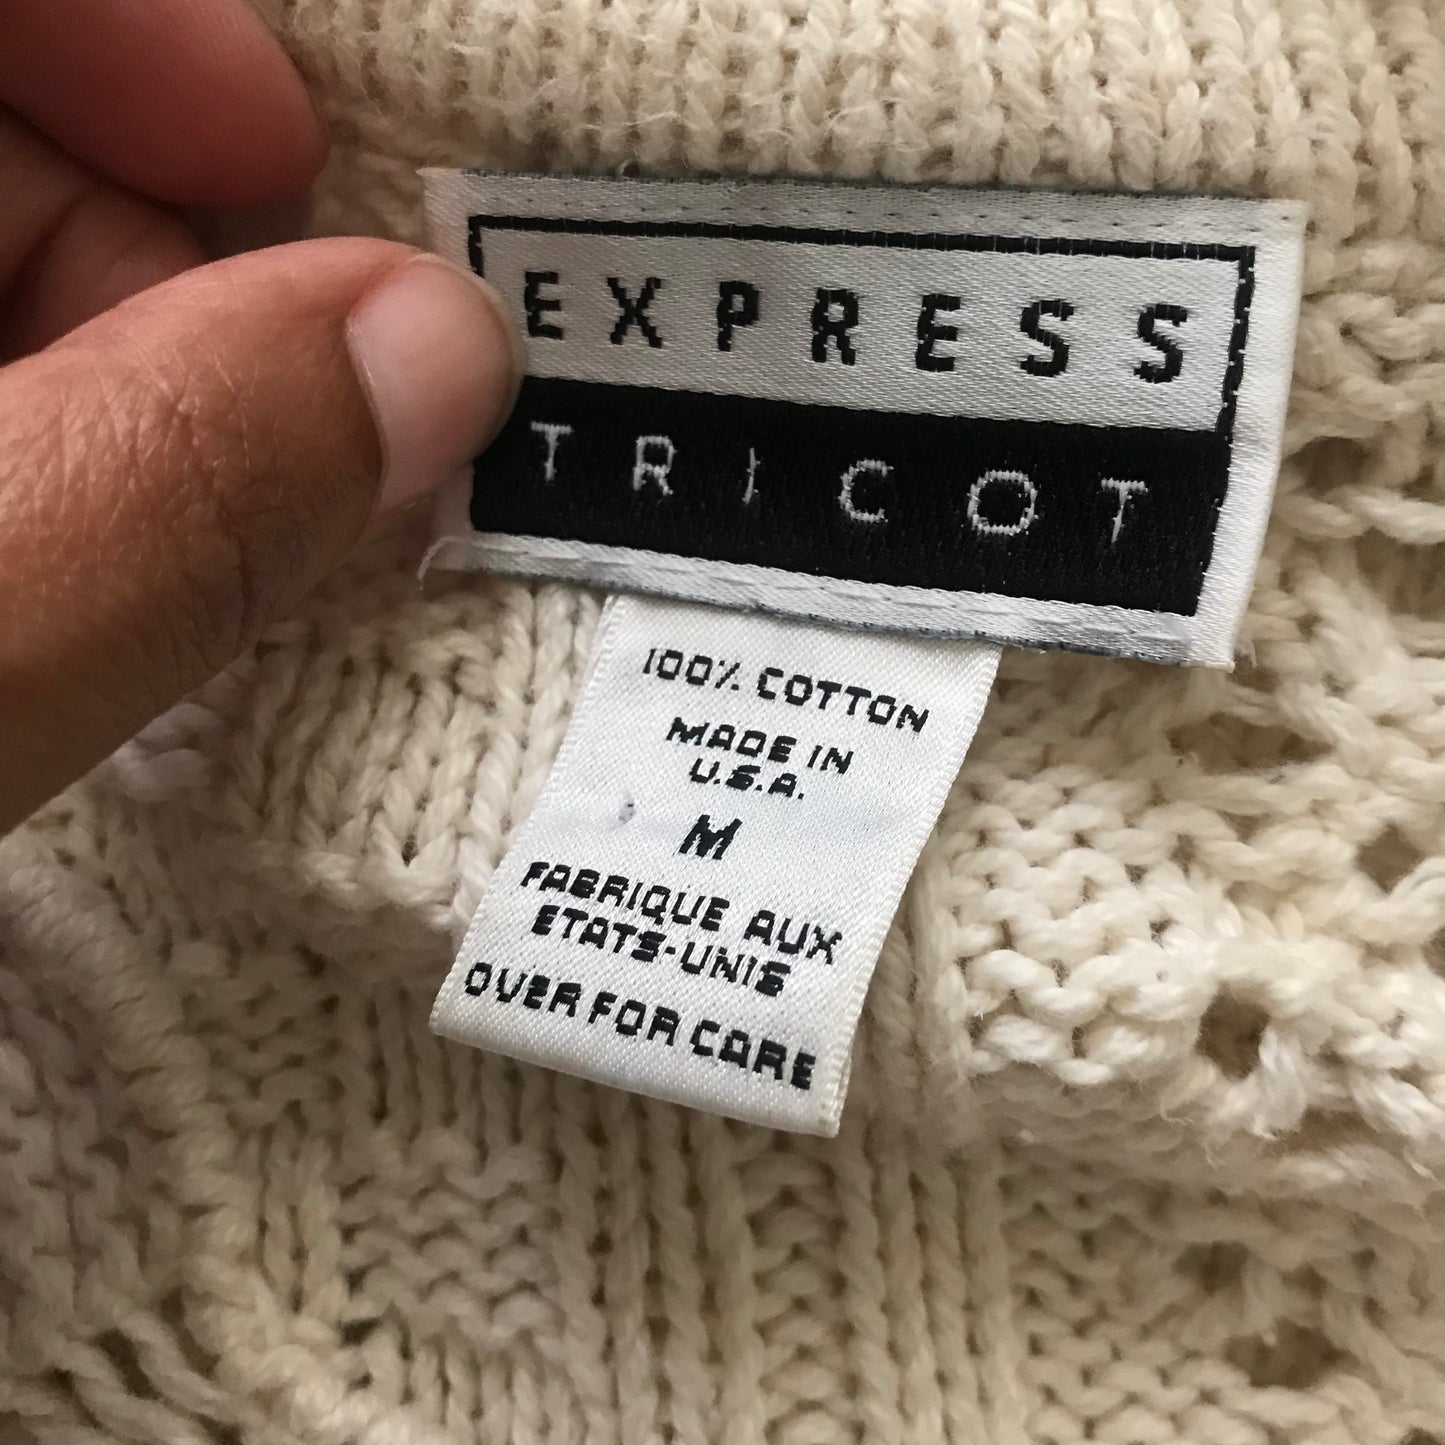 EXPRESS
TRICOT
100% COTTON
MADE IN
U.S.A.
M
FABRIQUE AUX
ETATS-UNIS
OVER FOR CARE